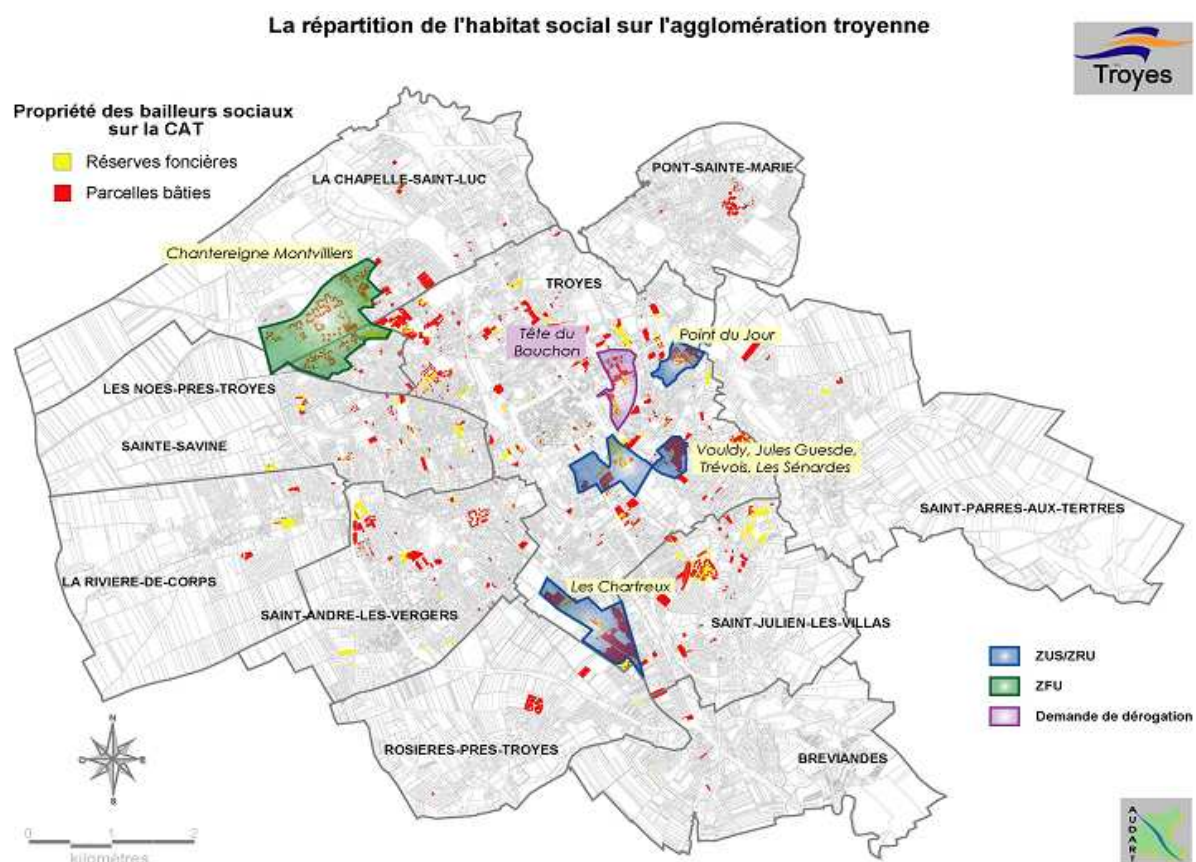 La répartition de l'habitat social sur l'agglomération troyenne
Troyes
Propriété des bailleurs sociaux
sur la CAT
Réserves foncières
Parcelles bâties
LA CHAPELLE-SAINT-LUC
PONT-SAINTE-MARIE
Chantereigne Montvilliers
TROYES
Tête du
Bouchon
Point du Jour
LES NOES-PRES-TROYES
SAINTE-SAVINE
Vouldy, Jules Guesde,
Trévois, Les Sénardes
SAINT-PARRES-AUX-TERTRES
LA RIVIERE-DE-CORPS
Les Chartreux
SAINT-ANDRE-LES-VERGERS
SAINT-JULIEN-LES-VILLAS
ZUS/ZRU
ZFU
Demande de dérogation
ROSIERES-PRES-TROYES
BREVIANDES
N
O
E
S
0 1 2
kilomètres
AUDART